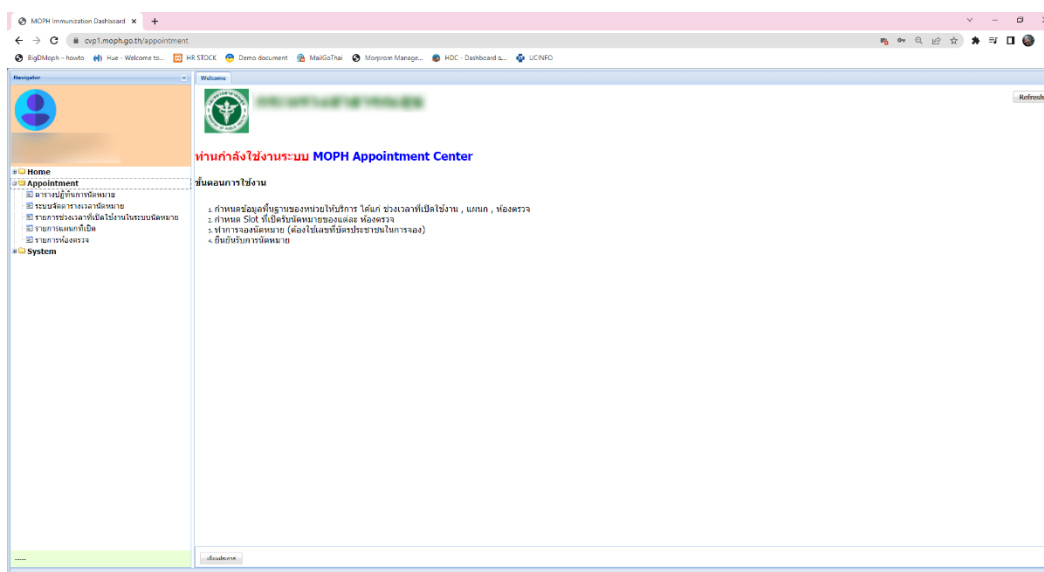 MOPH Immunization Dashboard
cvp1.moph.go.th/appointment
BigDMoph – howto
Hue - Welcome to...
HR STOCK
Demo document
MailGoThai
Morprom Manage...
HDC - Dashboard a...
UCINFO
Navigator
Welcome
Refresh
ท่านกำลังใช้งานระบบ MOPH Appointment Center
Home
Appointment
ตารางปฏิทินการนัดหมาย
ระบบจัดตารางเวลานัดหมาย
รายการช่วงเวลาที่เปิดใช้งานในระบบนัดหมาย
รายการแผนกที่เปิด
รายการห้องตรวจ
System
ขั้นตอนการใช้งาน
1. กำหนดข้อมูลพื้นฐานของหน่วยให้บริการ ได้แก่ ช่วงเวลาที่เปิดใช้งาน , แผนก , ห้องตรวจ
2. กำหนด Slot ที่เปิดรับนัดหมายของแต่ละ ห้องตรวจ
3. ทำการจองนัดหมาย (ต้องใช้เลขที่บัตรประชาชนในการจอง)
4. ยืนยันรับการนัดหมาย
-----
เขียนประกาศ